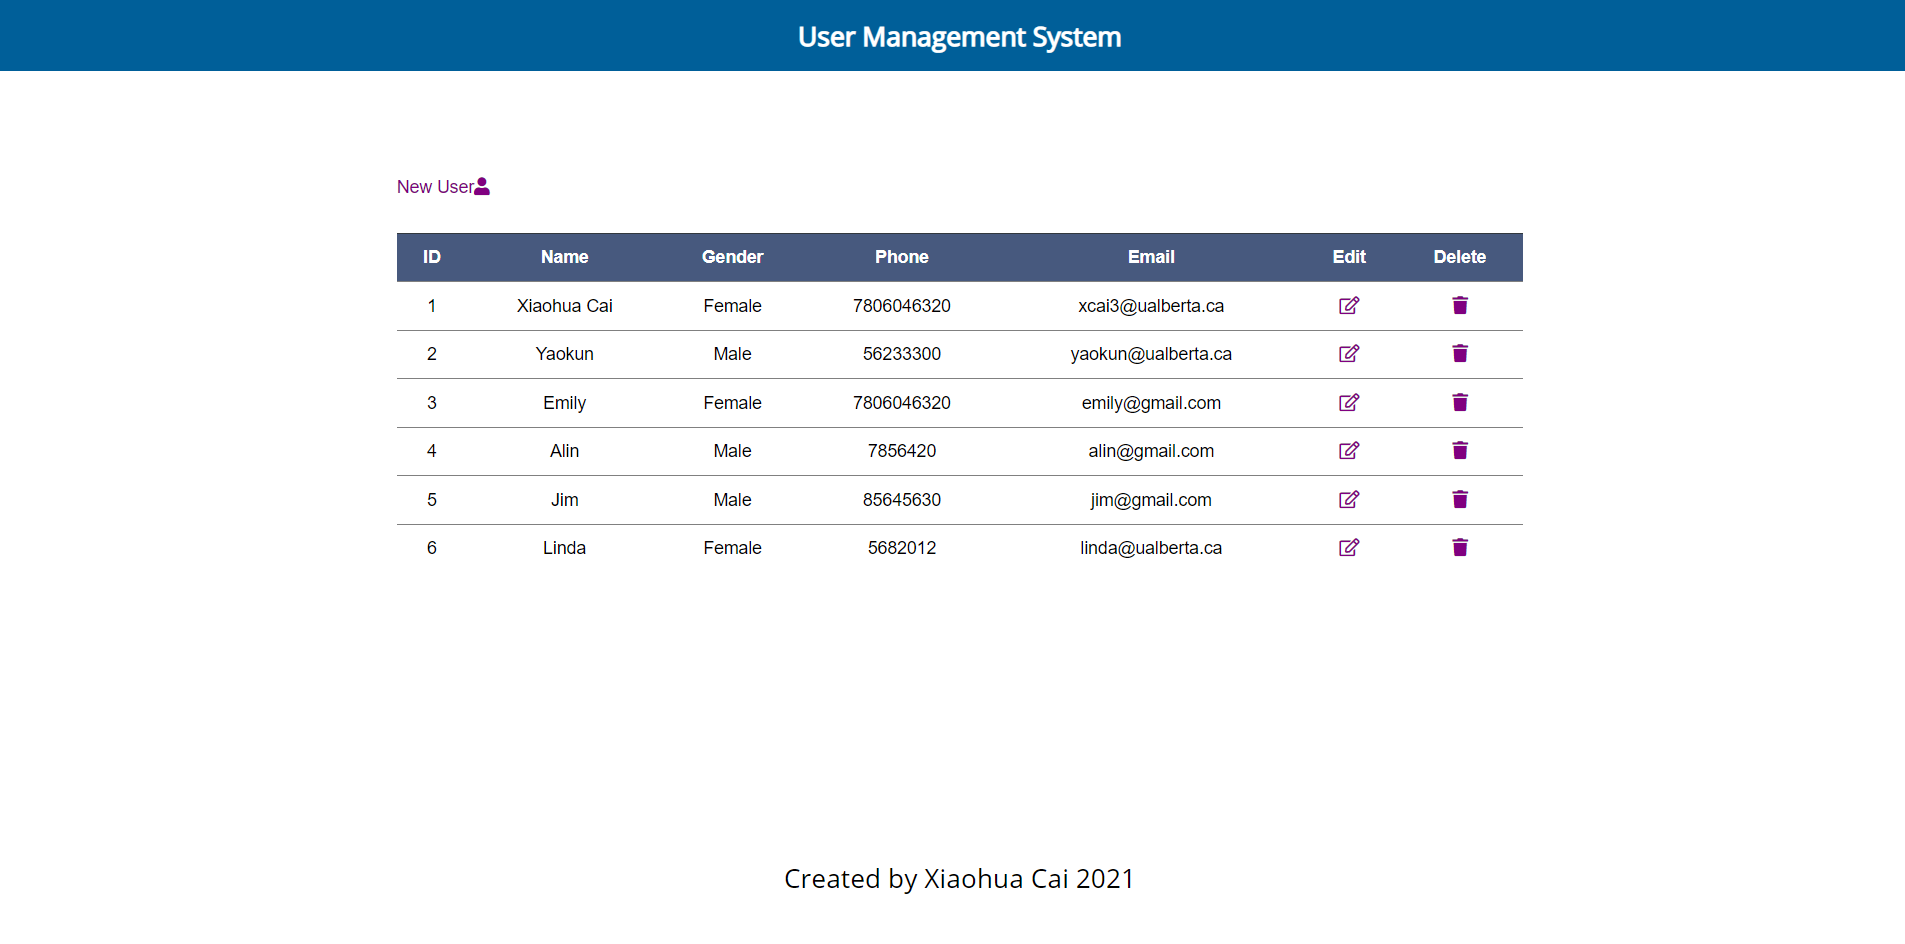 User Management System
New User
ID Name Gender Phone Email Edit Delete
1 Xiaohua Cai Female 7806046320 xcai3@ualberta.ca
2 Yaokun Male 56233300 yaokun@ualberta.ca
3 Emily Female 7806046320 emily@gmail.com
4 Alin Male 7856420 alin@gmail.com
5 Jim Male 85645630 jim@gmail.com
6 Linda Female 5682012 linda@ualberta.ca
Created by Xiaohua Cai 2021